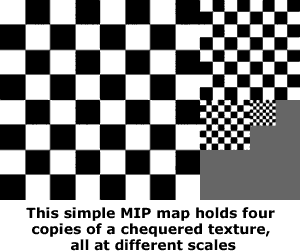 This simple MIP map holds four
copies of a chequered texture,
all at different scales